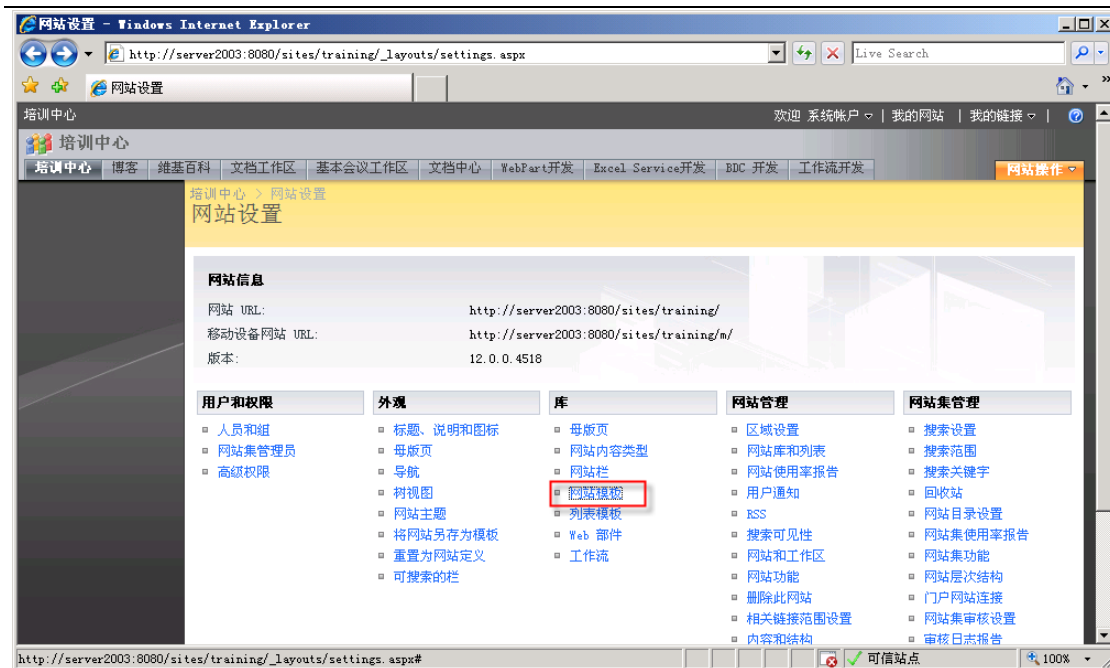 网站设置 - Windows Internet Explorer
http://server2003:8080/sites/training/_layouts/settings.aspx
Live Search
网站设置
培训中心
欢迎 系统帐户 | 我的网站 | 我的链接 |
培训中心
培训中心 博客 维基百科 文档工作区 基本会议工作区 文档中心 WebPart开发 Excel Service开发 BDC 开发 工作流开发
网站操作
培训中心 > 网站设置
网站设置
网站信息
网站 URL: http://server2003:8080/sites/training/
移动设备网站 URL: http://server2003:8080/sites/training/m/
版本: 12.0.0.4518
用户和权限
人员和组
网站集管理员
高级权限
外观
标题、说明和图标
母版页
导航
树视图
网站主题
将网站另存为模板
重置为网站定义
可搜索的栏
库
母版页
网站内容类型
网站栏
网站模板
列表模板
Web 部件
工作流
网站管理
区域设置
网站库和列表
网站使用率报告
用户通知
RSS
搜索可见性
网站和工作区
网站功能
删除此网站
相关链接范围设置
内容和结构
网站集管理
搜索设置
搜索范围
搜索关键字
回收站
网站目录设置
网站集使用率报告
网站集功能
网站层次结构
门户网站连接
网站集审核设置
审核日志报告
http://server2003:8080/sites/training/_layouts/settings.aspx#
可信站点
100%